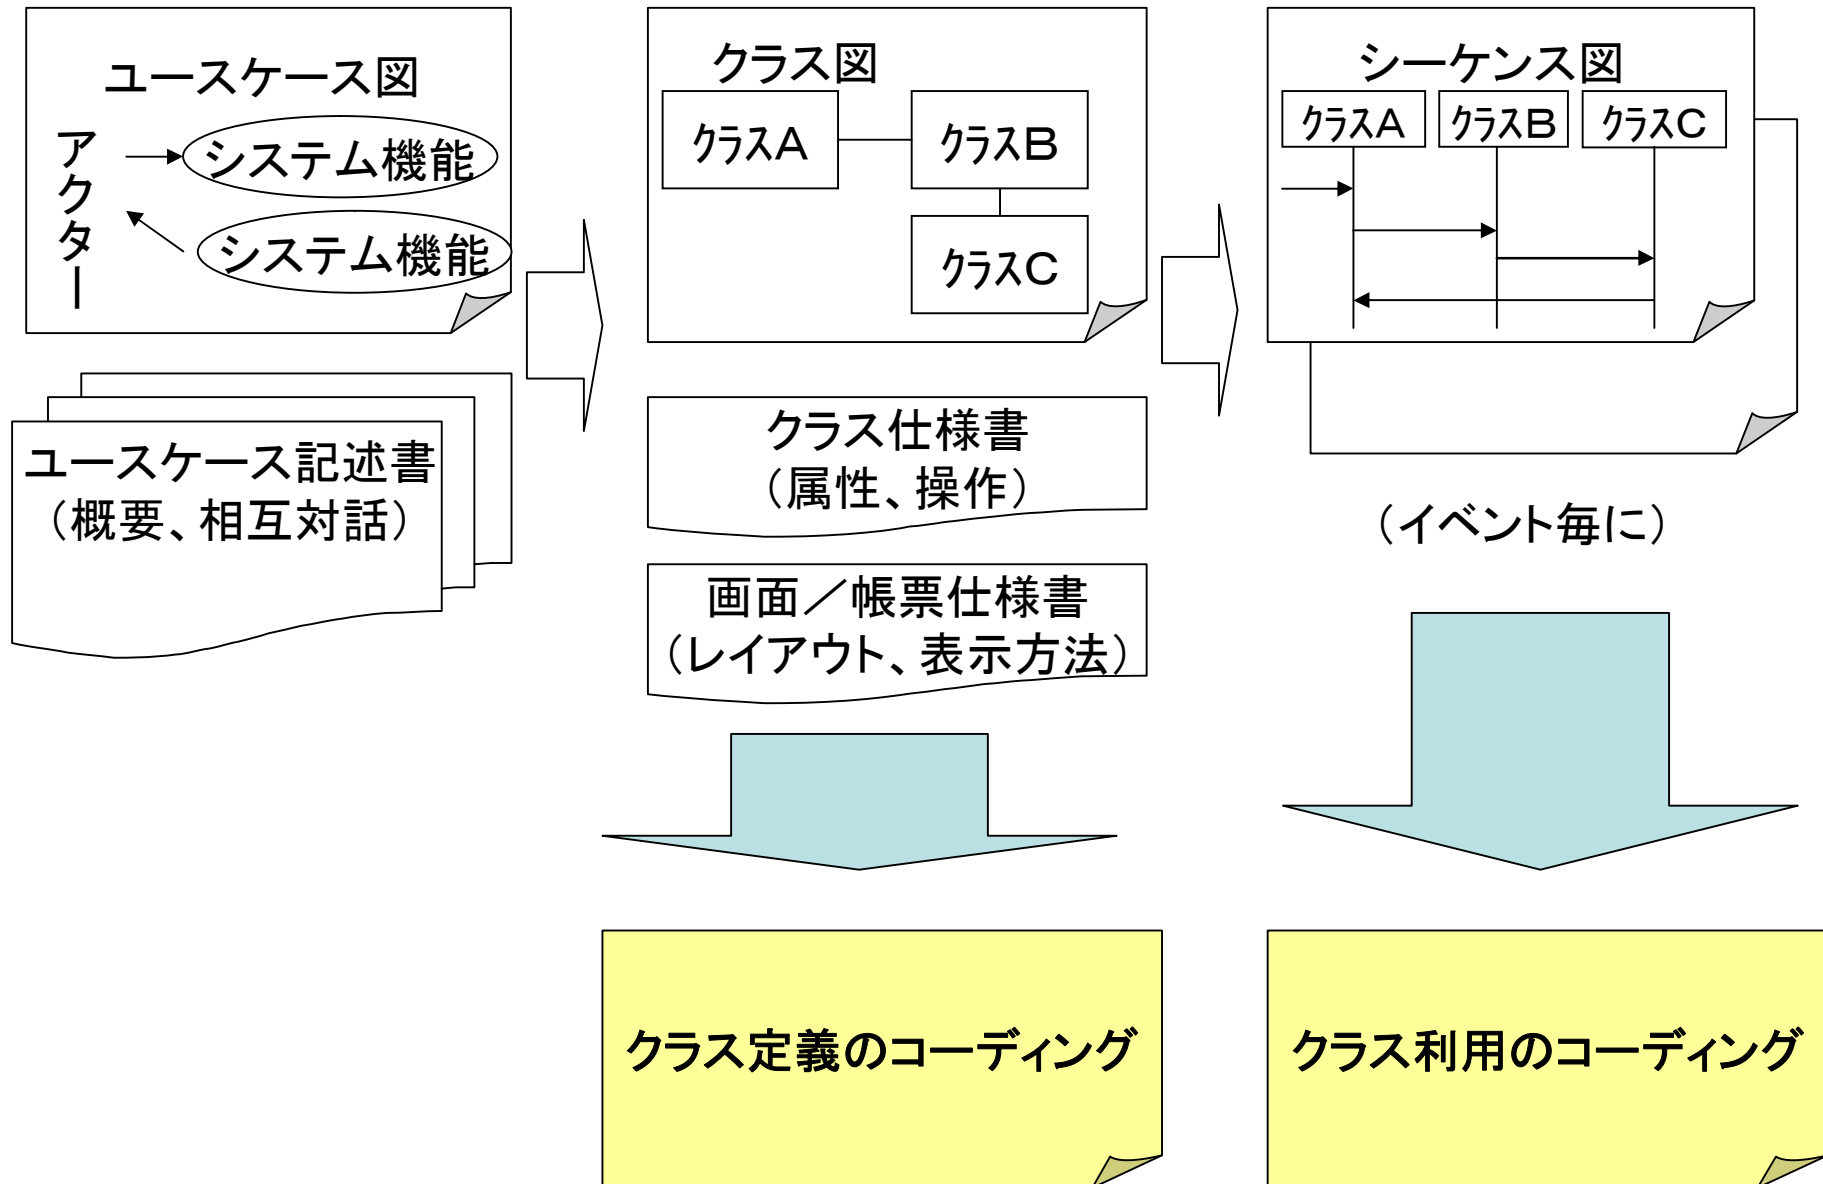 ユースケース図
アクター
システム機能
システム機能
ユースケース記述書
（概要、相互対話）
クラス図
クラスA
クラスB
クラスC
クラス仕様書
（属性、操作）
画面／帳票仕様書
（レイアウト、表示方法）
シーケンス図
クラスA
クラスB
クラスC
（イベント毎に）
クラス定義のコーディング
クラス利用のコーディング